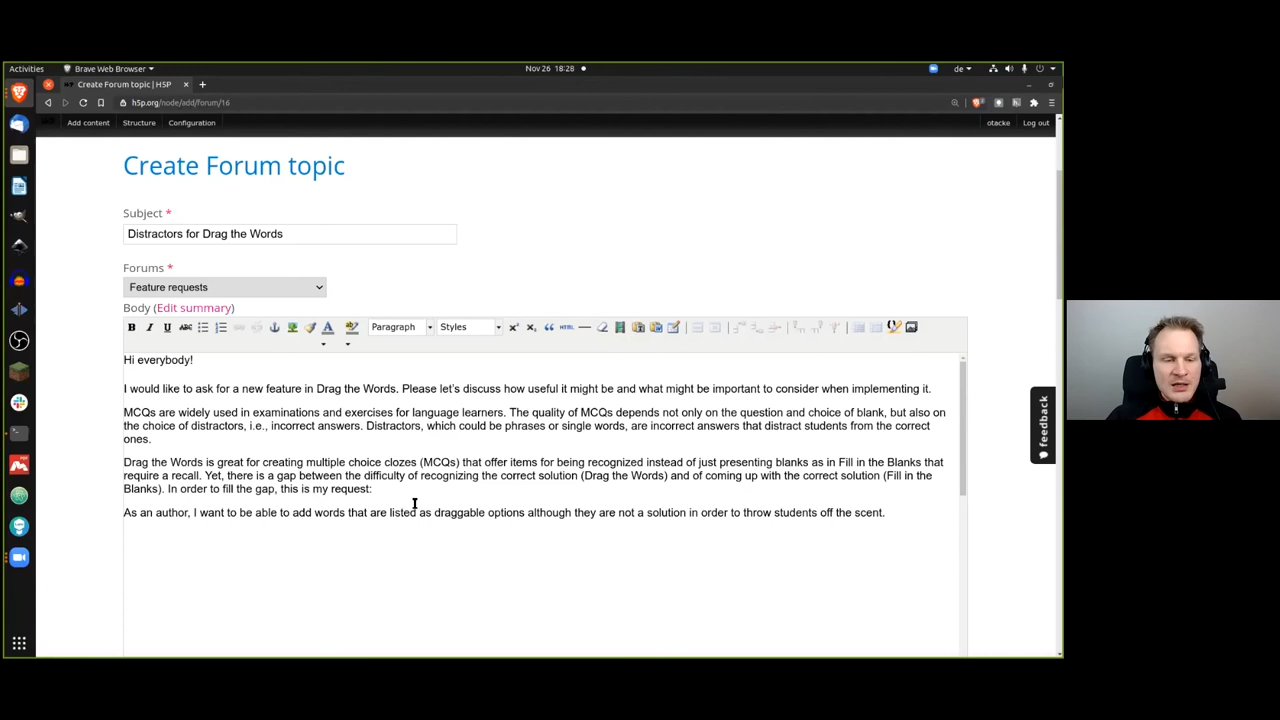 Activities Brave Web Browser Nov 26 18:28 de
Create Forum topic | H5P
h5p.org/node/add/forum/16
Add content Structure Configuration otacke Log out
Create Forum topic
Subject *
Distractors for Drag the Words
Forums *
Feature requests
Body (Edit summary)
B I U ABC A Paragraph Styles HTML
Hi everybody!
I would like to ask for a new feature in Drag the Words. Please let's discuss how useful it might be and what might be important to consider when implementing it.
MCQs are widely used in examinations and exercises for language learners. The quality of MCQs depends not only on the question and choice of blank, but also on
the choice of distractors, i.e., incorrect answers. Distractors, which could be phrases or single words, are incorrect answers that distract students from the correct
ones.
Drag the Words is great for creating multiple choice clozes (MCQs) that offer items for being recognized instead of just presenting blanks as in Fill in the Blanks that
require a recall. Yet, there is a gap between the difficulty of recognizing the correct solution (Drag the Words) and of coming up with the correct solution (Fill in the
Blanks). In order to fill the gap, this is my request:
As an author, I want to be able to add words that are listed as draggable options although they are not a solution in order to throw students off the scent.
feedback